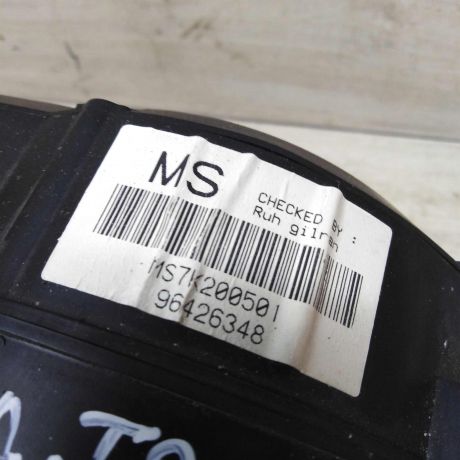 MS
CHECKED BY :
Ruh gilran
MS7K200501
96426348